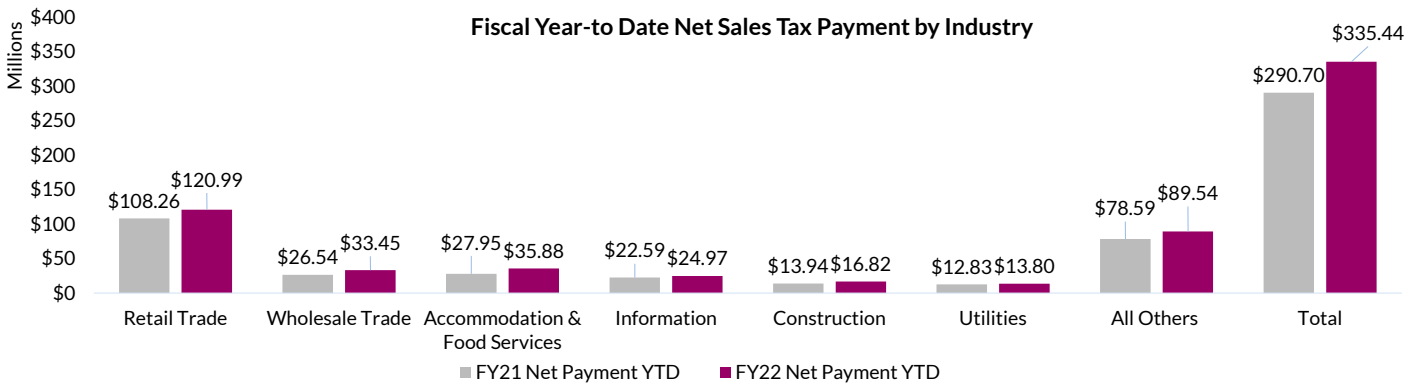 Fiscal Year-to Date Net Sales Tax Payment by Industry
Millions
$400
$350
$300
$250
$200
$150
$100
$50
$0
$108.26
$120.99
$26.54
$33.45
$27.95
$35.88
$22.59
$24.97
$13.94
$16.82
$12.83
$13.80
$78.59
$89.54
$290.70
$335.44
Retail Trade
Wholesale Trade
Accommodation &
Food Services
Information
Construction
Utilities
All Others
Total
FY21 Net Payment YTD
FY22 Net Payment YTD